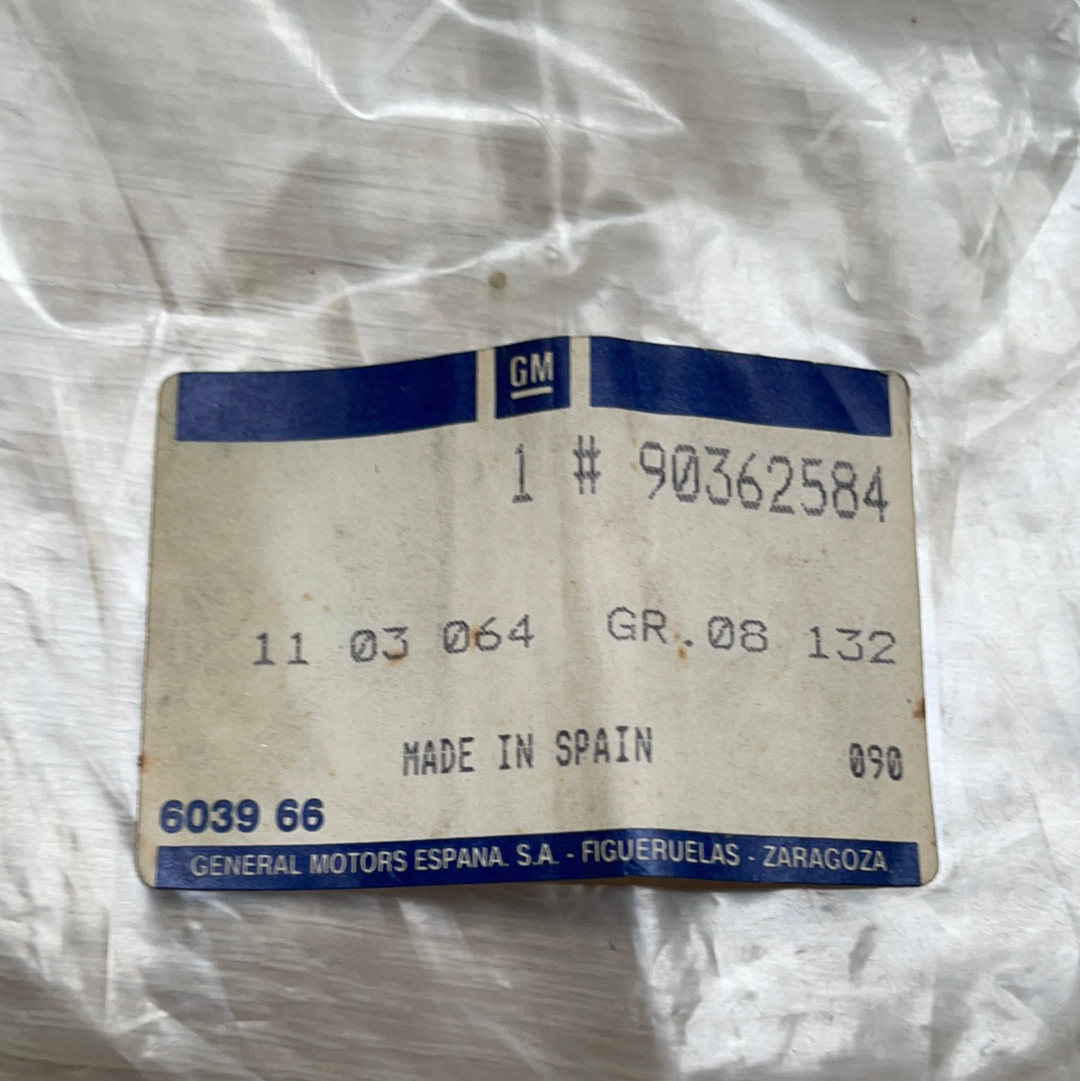 GM
1 # 90362584
11 03 064 GR.08 132
MADE IN SPAIN 090
6039 66
GENERAL MOTORS ESPANA. S.A. - FIGUERUELAS - ZARAGOZA